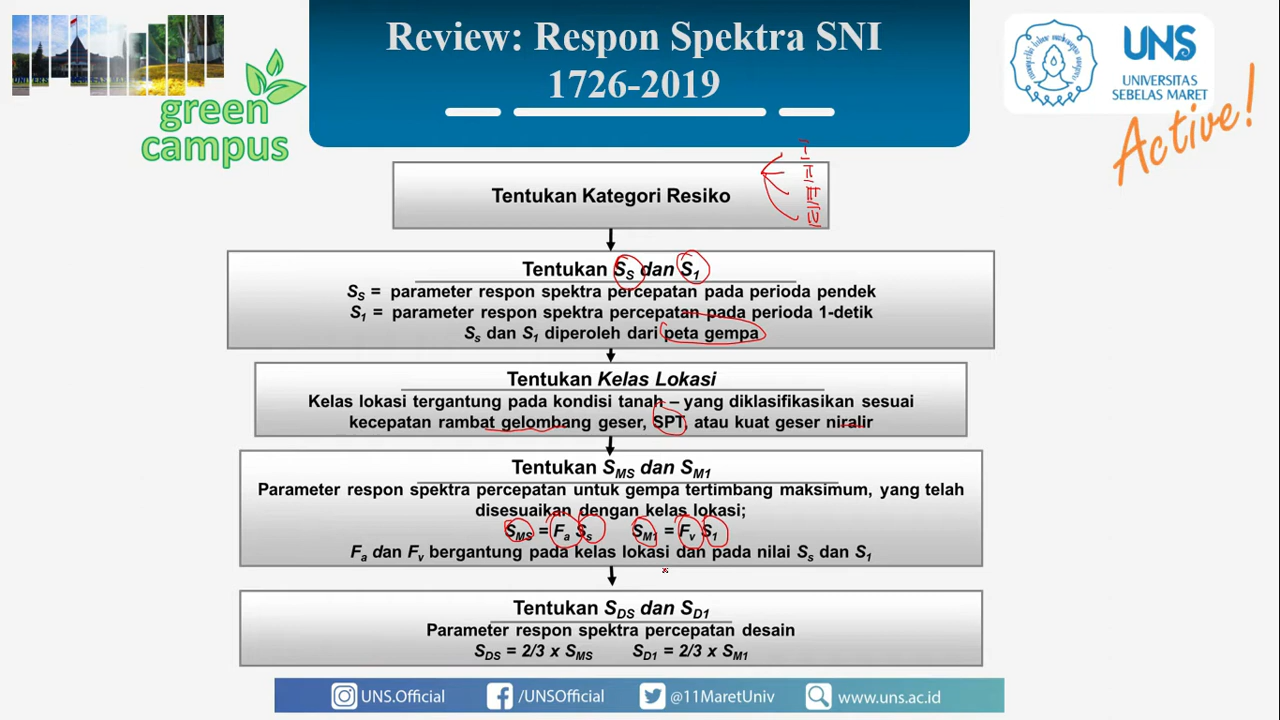 Review: Respon Spektra SNI
1726-2019
green
campus
UNS
UNIVERSITAS
SEBELAS MARET
Active!
Tentukan Kategori Resiko
Tentukan SS dan S1
SS = parameter respon spektra percepatan pada perioda pendek
S1 = parameter respon spektra percepatan pada perioda 1-detik
Ss dan S1 diperoleh dari peta gempa
Tentukan Kelas Lokasi
Kelas lokasi tergantung pada kondisi tanah – yang diklasifikasikan sesuai
kecepatan rambat gelombang geser, SPT, atau kuat geser niralir
Tentukan SMS dan SM1
Parameter respon spektra percepatan untuk gempa tertimbang maksimum, yang telah
disesuaikan dengan kelas lokasi;
SMS = Fa Ss SM1 = Fv S1
Fa dan Fv bergantung pada kelas lokasi dan pada nilai Ss dan S1
Tentukan SDS dan SD1
Parameter respon spektra percepatan desain
SDS = 2/3 x SMS SD1 = 2/3 x SM1
UNS.Official /UNSOfficial @11MaretUniv www.uns.ac.id